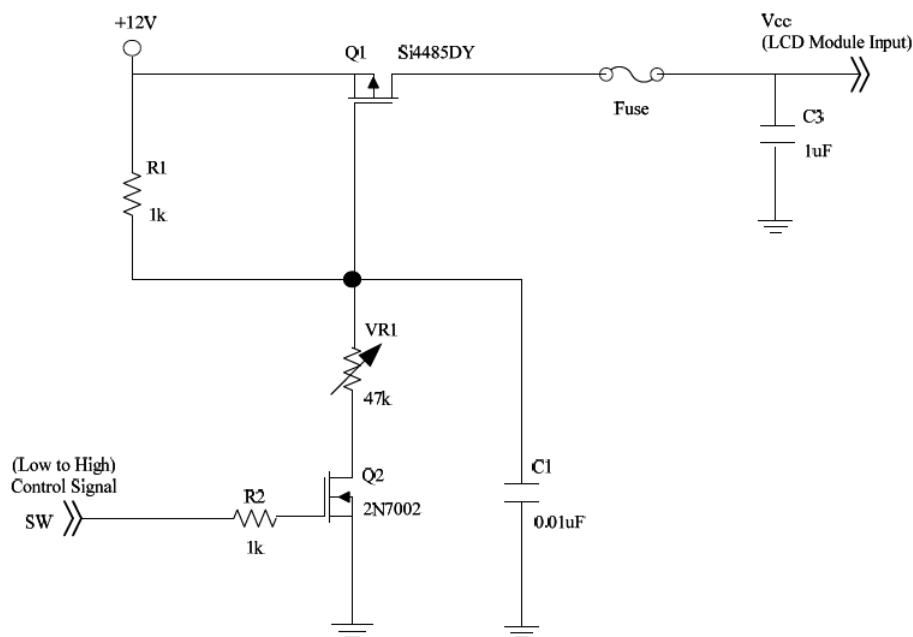 +12V
Vcc
(LCD Module Input)
Q1
Si4485DY
Fuse
C3
1uF
R1
1k
VR1
47k
(Low to High)
Control Signal
SW
R2
1k
Q2
2N7002
C1
0.01uF